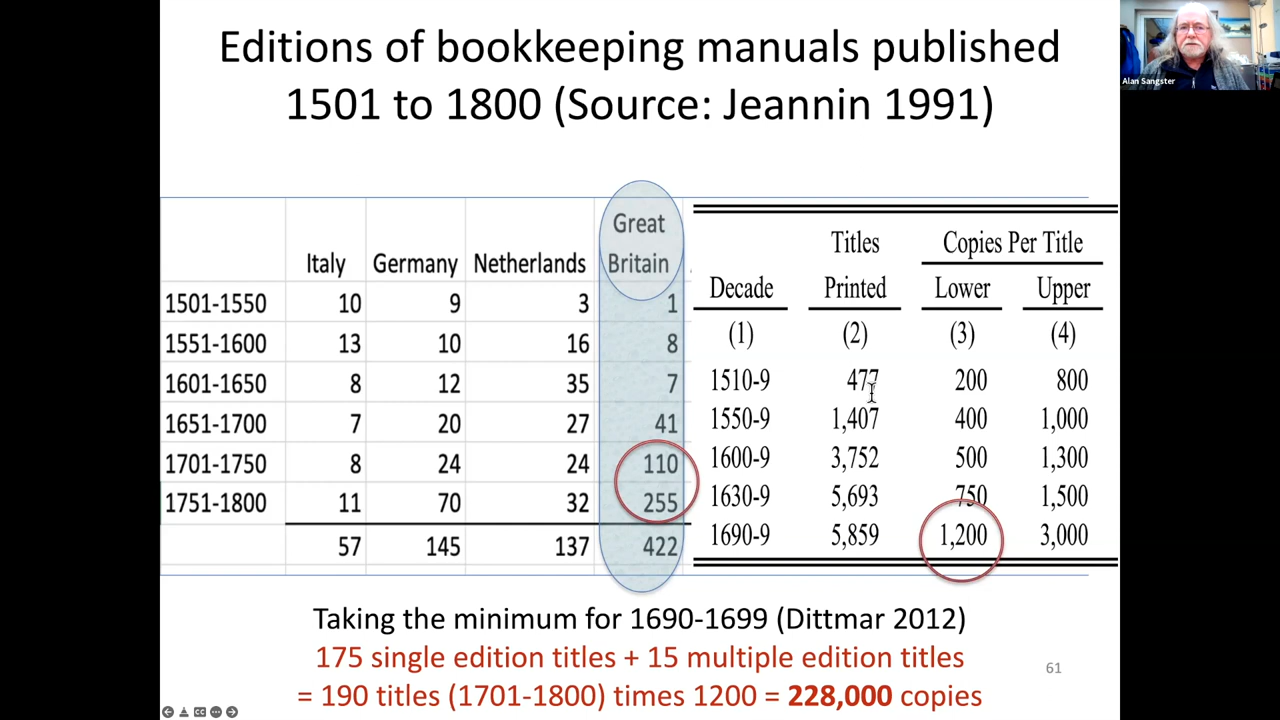 Editions of bookkeeping manuals published
1501 to 1800 (Source: Jeannin 1991)
Alan Sangster
Italy Germany Netherlands Great Britain
1501-1550 10 9 3 1
1551-1600 13 10 16 8
1601-1650 8 12 35 7
1651-1700 7 20 27 41
1701-1750 8 24 24 110
1751-1800 11 70 32 255
57 145 137 422
Titles Copies Per Title
Decade Printed Lower Upper
(1) (2) (3) (4)
1510-9 477 200 800
1550-9 1,407 400 1,000
1600-9 3,752 500 1,300
1630-9 5,693 750 1,500
1690-9 5,859 1,200 3,000
Taking the minimum for 1690-1699 (Dittmar 2012)
175 single edition titles + 15 multiple edition titles
= 190 titles (1701-1800) times 1200 = 228,000 copies
61